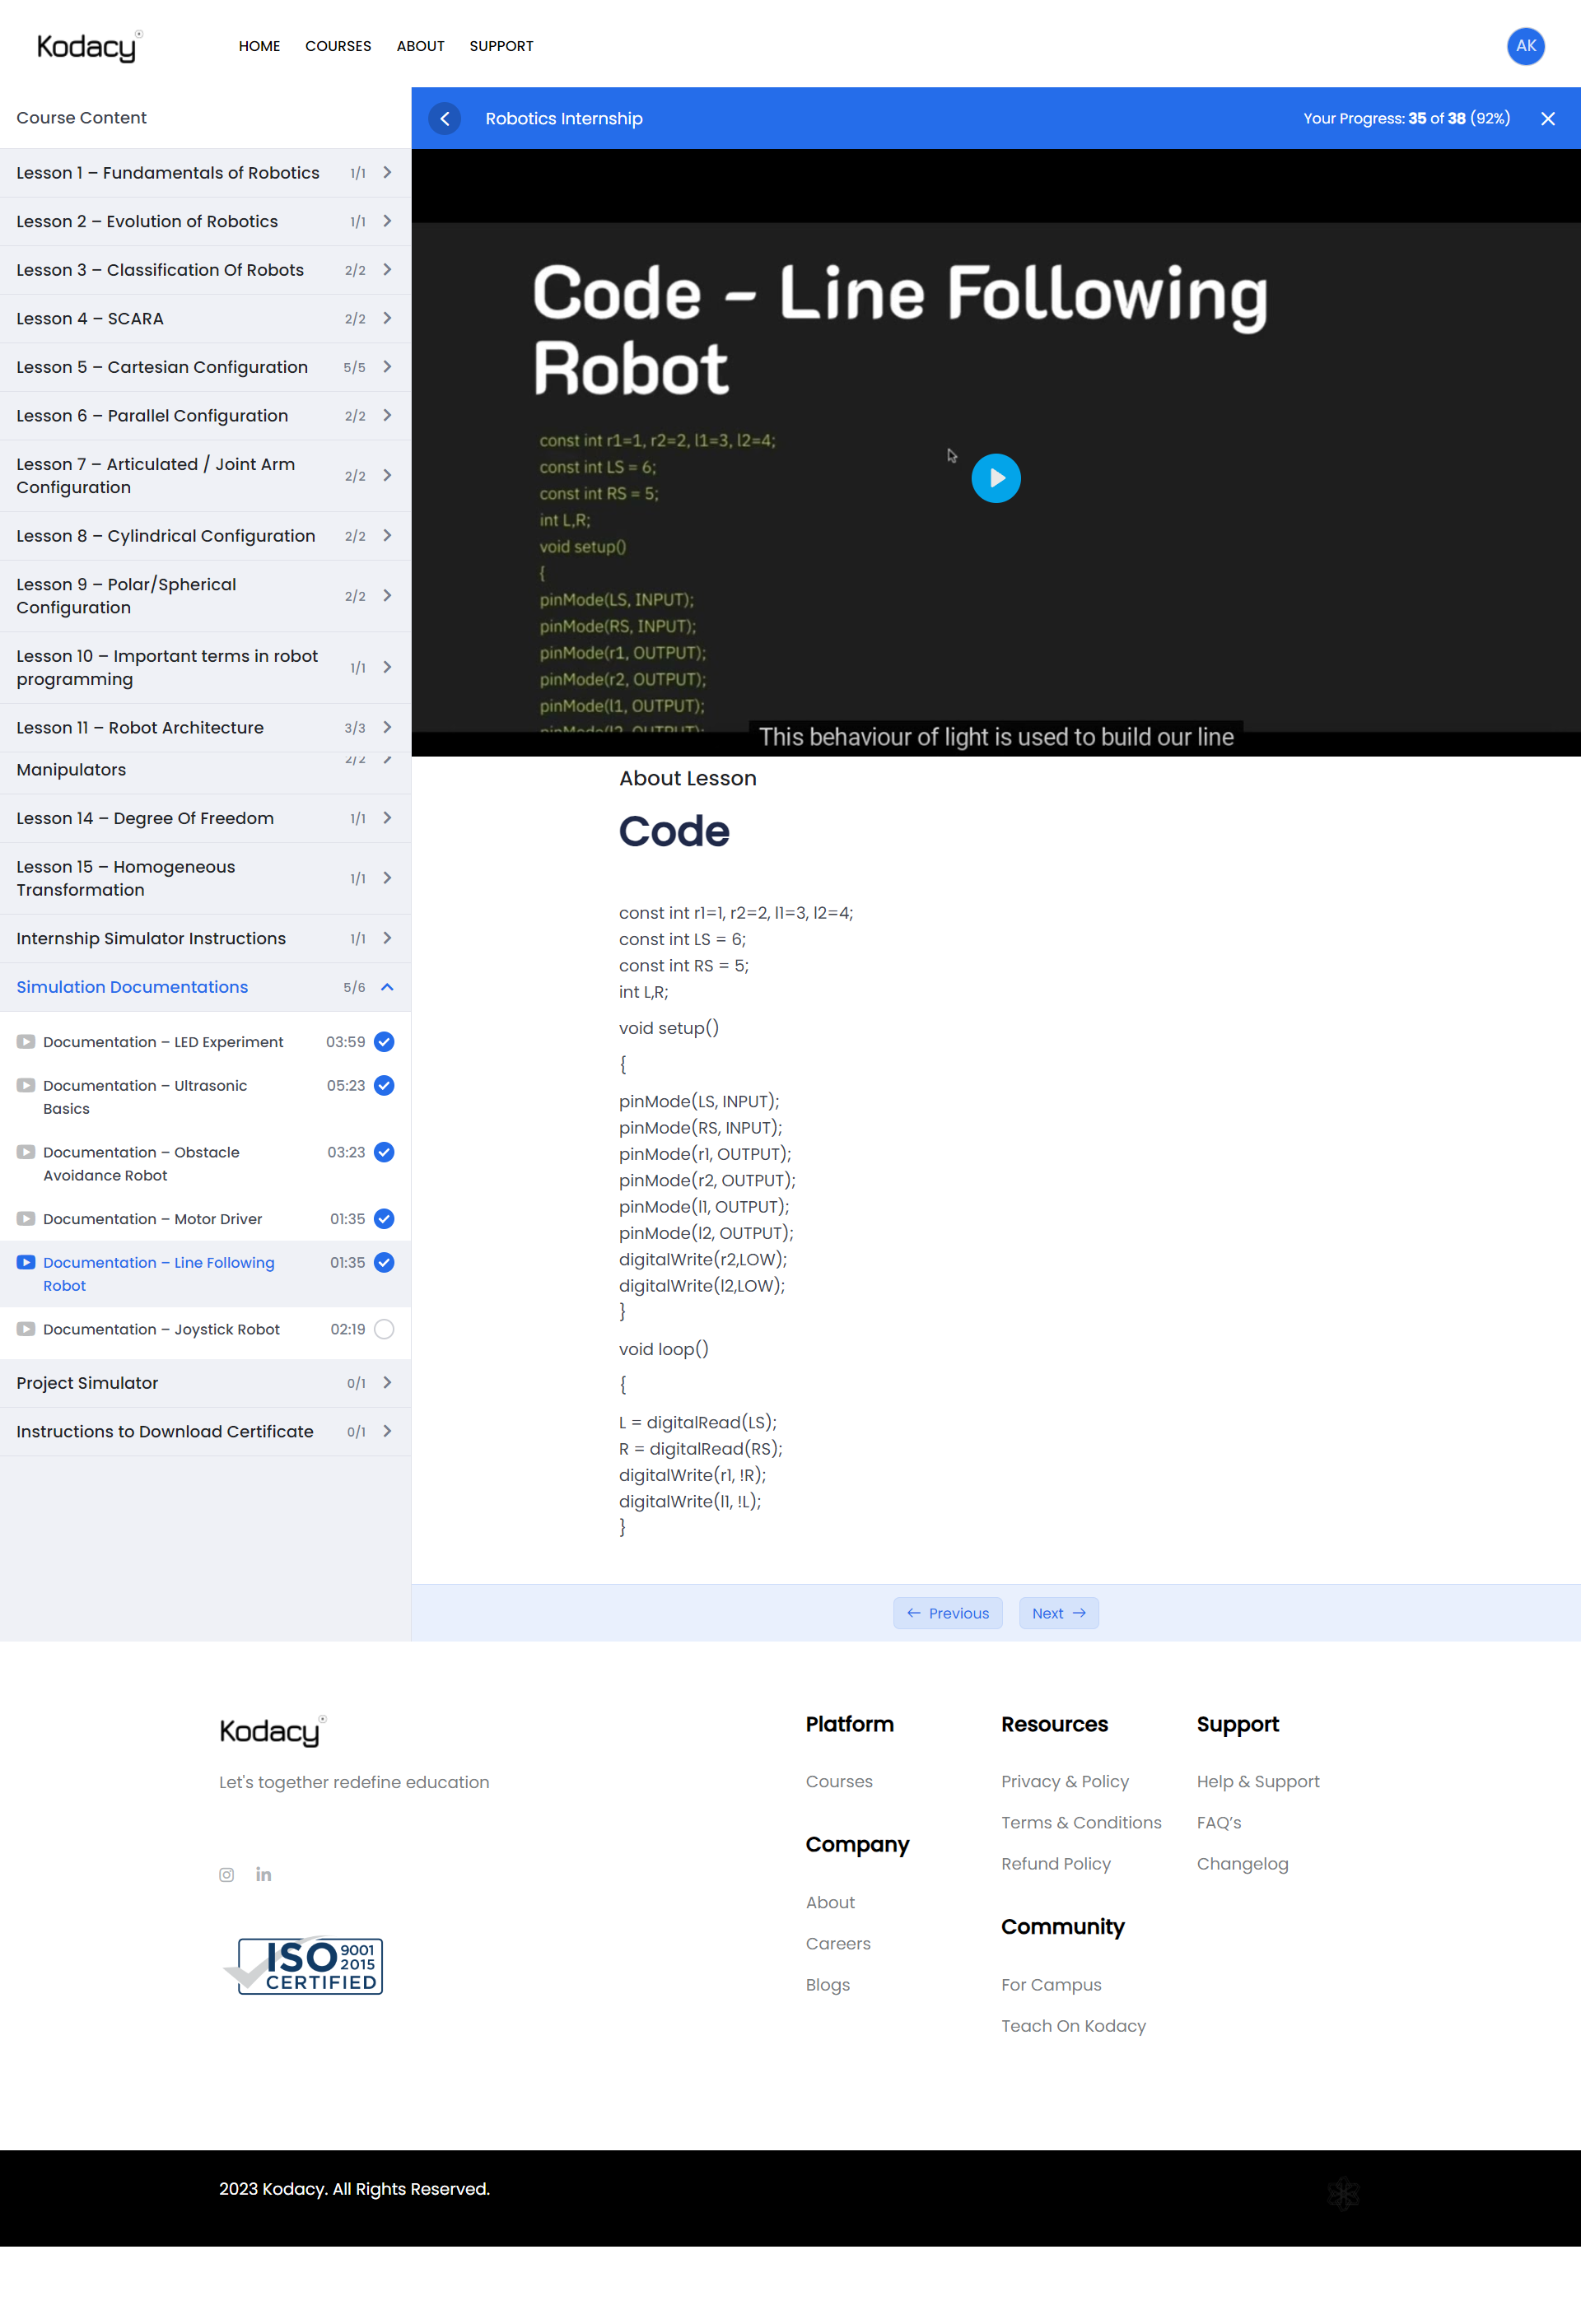 Kodacy
HOME COURSES ABOUT SUPPORT
AK
Course Content
Lesson 1 – Fundamentals of Robotics 1/1
Lesson 2 – Evolution of Robotics 1/1
Lesson 3 – Classification Of Robots 2/2
Lesson 4 – SCARA 2/2
Lesson 5 – Cartesian Configuration 5/5
Lesson 6 – Parallel Configuration 2/2
Lesson 7 – Articulated / Joint Arm
Configuration 2/2
Lesson 8 – Cylindrical Configuration 2/2
Lesson 9 – Polar/Spherical
Configuration 2/2
Lesson 10 – Important terms in robot
programming 1/1
Lesson 11 – Robot Architecture 3/3
Manipulators 2/2
Lesson 14 – Degree Of Freedom 1/1
Lesson 15 – Homogeneous
Transformation 1/1
Internship Simulator Instructions 1/1
Simulation Documentations 5/6
Documentation – LED Experiment 03:59
Documentation – Ultrasonic
Basics 05:23
Documentation – Obstacle
Avoidance Robot 03:23
Documentation – Motor Driver 01:35
Documentation – Line Following
Robot 01:35
Documentation – Joystick Robot 02:19
Project Simulator 0/1
Instructions to Download Certificate 0/1
Robotics Internship
Your Progress: 35 of 38 (92%)
Code - Line Following
Robot
const int r1=1, r2=2, l1=3, l2=4;
const int LS = 6;
const int RS = 5;
int L,R;
void setup()
{
pinMode(LS, INPUT);
pinMode(RS, INPUT);
pinMode(r1, OUTPUT);
pinMode(r2, OUTPUT);
pinMode(l1, OUTPUT);
pinMode(l2, OUTPUT);
This behaviour of light is used to build our line
About Lesson
Code
const int r1=1, r2=2, l1=3, l2=4;
const int LS = 6;
const int RS = 5;
int L,R;
void setup()
{
pinMode(LS, INPUT);
pinMode(RS, INPUT);
pinMode(r1, OUTPUT);
pinMode(r2, OUTPUT);
pinMode(l1, OUTPUT);
pinMode(l2, OUTPUT);
digitalWrite(r2,LOW);
digitalWrite(l2,LOW);
}
void loop()
{
L = digitalRead(LS);
R = digitalRead(RS);
digitalWrite(r1, !R);
digitalWrite(l1, !L);
}
Previous Next
Kodacy
Let's together redefine education
ISO 9001 2015
CERTIFIED
Platform
Courses
Company
About
Careers
Blogs
Resources
Privacy & Policy
Terms & Conditions
Refund Policy
Community
For Campus
Teach On Kodacy
Support
Help & Support
FAQ’s
Changelog
2023 Kodacy. All Rights Reserved.